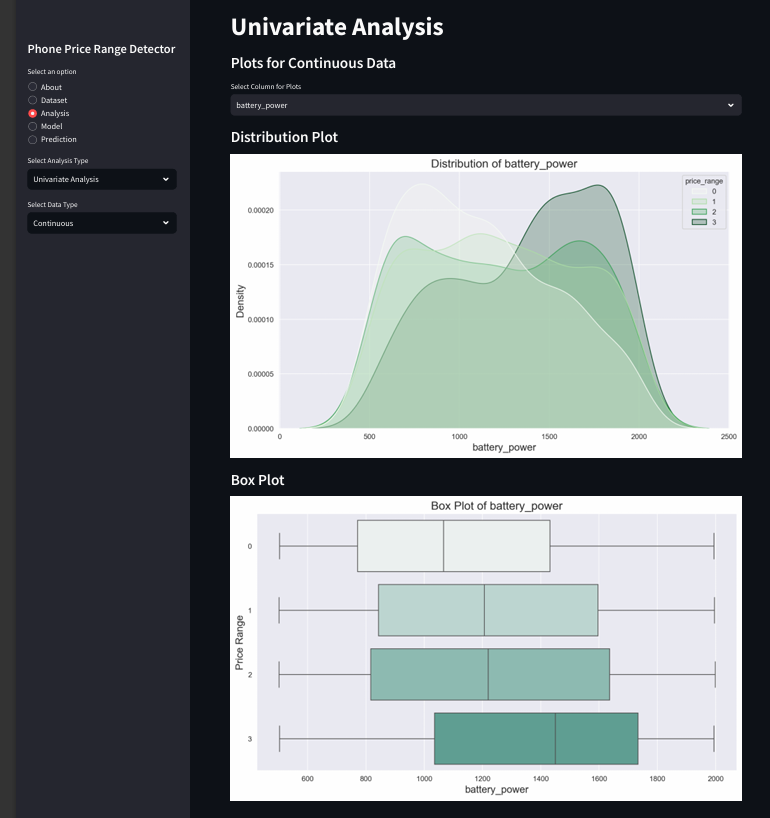 Phone Price Range Detector
Select an option
About
Dataset
Analysis
Model
Prediction
Select Analysis Type
Univariate Analysis
Select Data Type
Continuous
Univariate Analysis
Plots for Continuous Data
Select Column for Plots
battery_power
Distribution Plot
Distribution of battery_power
price_range
0
1
2
3
0.00020
0.00015
0.00010
0.00005
0.00000
Density
0 500 1000 1500 2000 2500
battery_power
Box Plot
Box Plot of battery_power
0
1
2
3
Price Range
600 800 1000 1200 1400 1600 1800 2000
battery_power